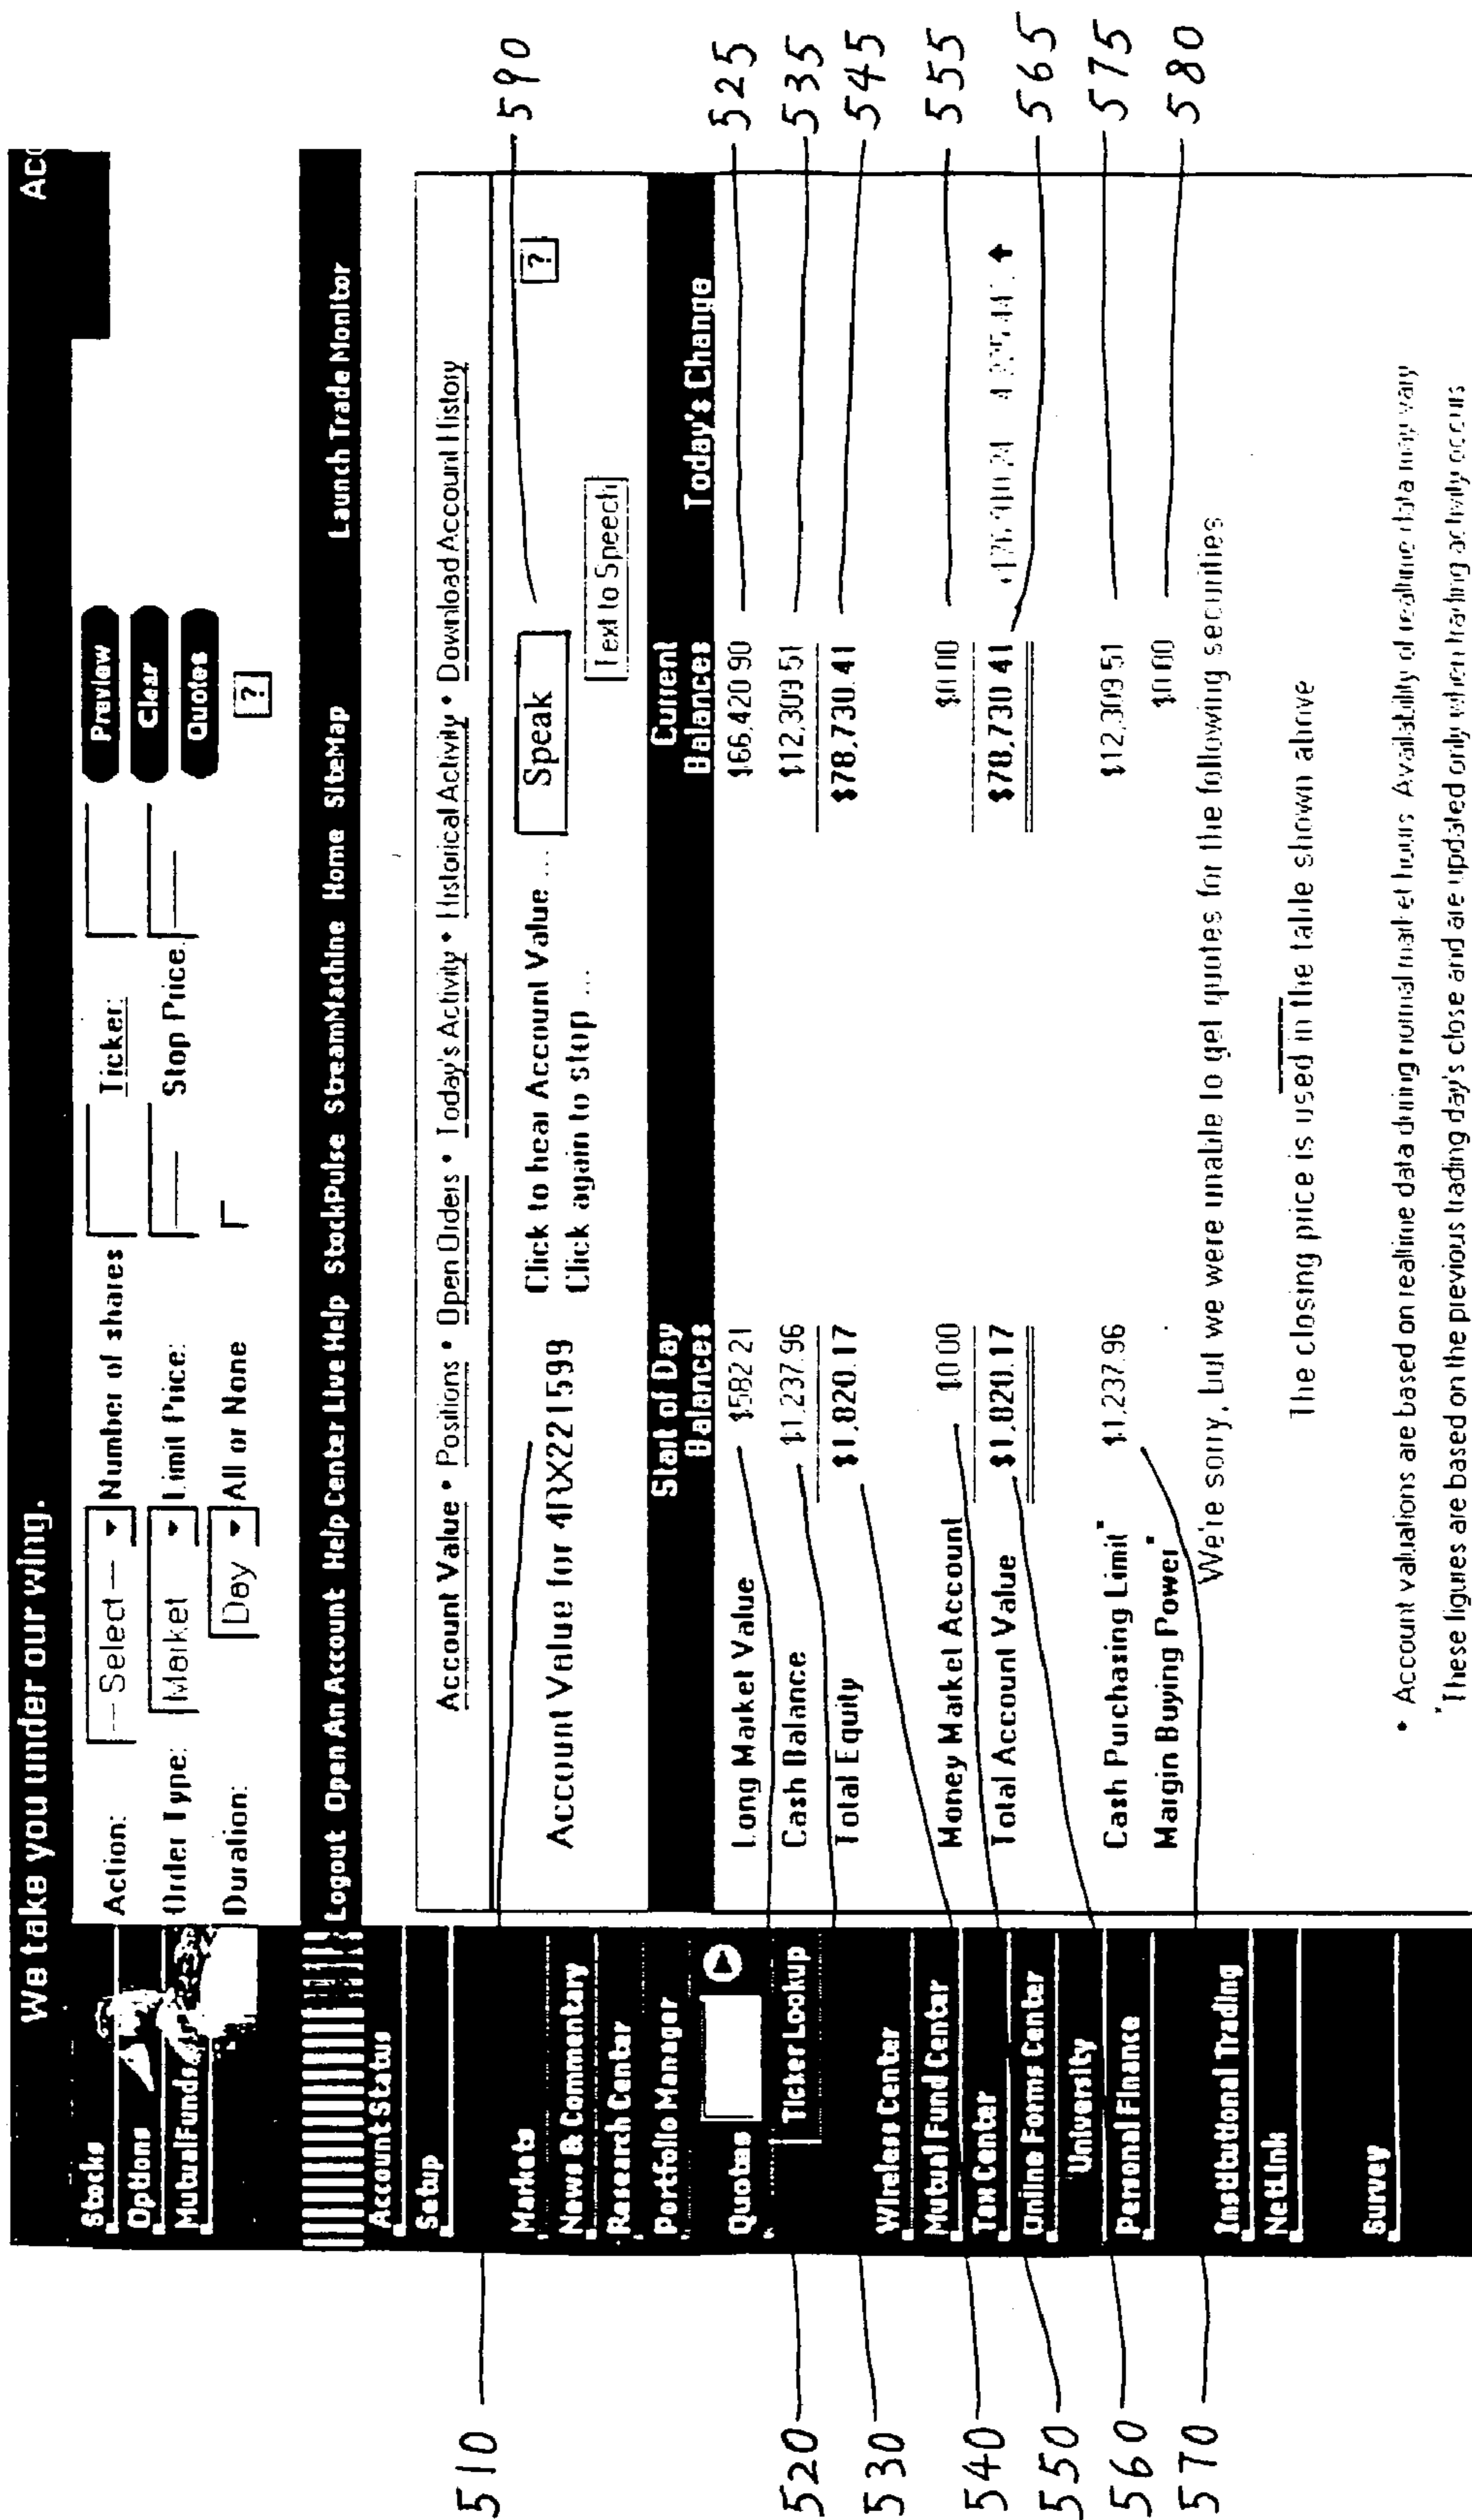 We take you under our wing.
Stocks
Options
MutualFunds
Action: ---Select--- Number of shares Ticker: Preview
Order Type: Market Limit Price: Stop Price: Clear
Duration: Day All or None Quotes
?
Logout Open An Account Help Center Live Help StockPulse StreamMachine Home SiteMap Launch Trade Monitor
Account Status
Setup
Markets
News & Commentary
Research Center
Portfolio Manager
Quotes
Ticker Lookup
Wireless Center
Mutual Fund Center
Tax Center
Online Forms Center
University
Personal Finance
Institutional Trading
NetLink
Survey
Account Value • Positions • Open Orders • Today's Activity • Historical Activity • Download Account History
Account Value for 4RX221599 Click to hear Account Value ... Speak ?
Click again to stop ... Text to Speech
Start of Day Balances Current Balances Today's Change
Long Market Value $582.21 $66,420.90
Cash Balance $1,237.96 $12,309.51
Total Equity $1,820.17 $78,730.41
Money Market Account $0.00 $0.00
Total Account Value $1,820.17 $78,730.41
Cash Purchasing Limit* $1,237.96 $12,309.51
Margin Buying Power* $0.00
We're sorry, but we were unable to get quotes for the following securities
The closing price is used in the table shown above
• Account valuations are based on realtime data during normal market hours. Availability of realtime data may vary
*These figures are based on the previous trading day's close and are updated only when trading activity occurs
510
520
530
540
550
560
570
590
525
535
545
555
565
575
580